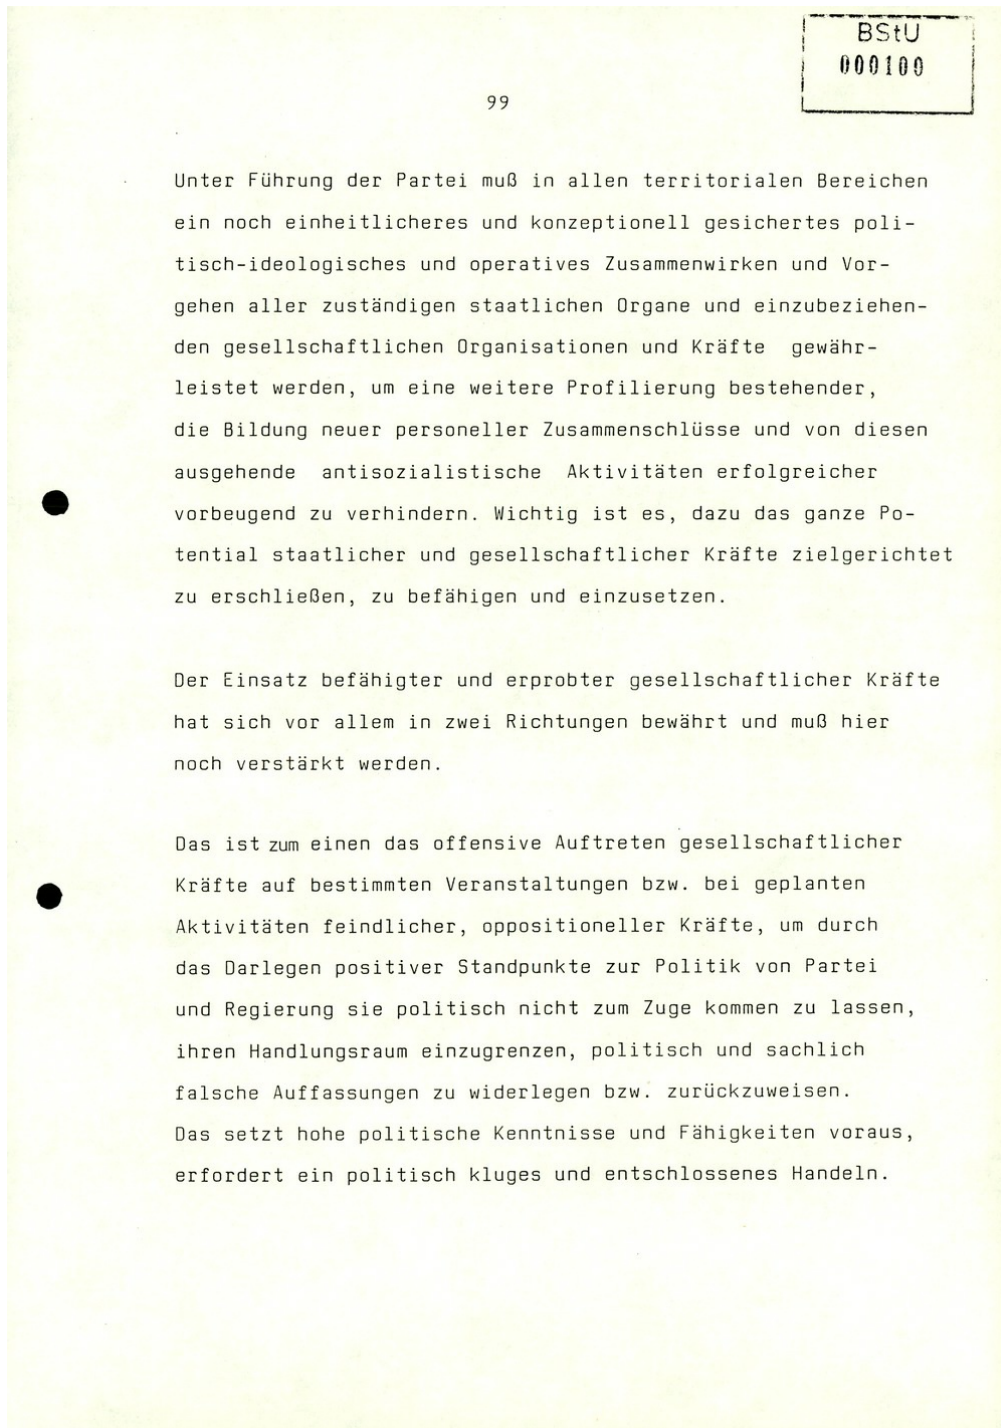 BStU
000100
99
Unter Führung der Partei muß in allen territorialen Bereichen
ein noch einheitlicheres und konzeptionell gesichertes poli-
tisch-ideologisches und operatives Zusammenwirken und Vor-
gehen aller zuständigen staatlichen Organe und einzubeziehen-
den gesellschaftlichen Organisationen und Kräfte gewähr-
leistet werden, um eine weitere Profilierung bestehender,
die Bildung neuer personeller Zusammenschlüsse und von diesen
ausgehende antisozialistische Aktivitäten erfolgreicher
vorbeugend zu verhindern. Wichtig ist es, dazu das ganze Po-
tential staatlicher und gesellschaftlicher Kräfte zielgerichtet
zu erschließen, zu befähigen und einzusetzen.
Der Einsatz befähigter und erprobter gesellschaftlicher Kräfte
hat sich vor allem in zwei Richtungen bewährt und muß hier
noch verstärkt werden.
Das ist zum einen das offensive Auftreten gesellschaftlicher
Kräfte auf bestimmten Veranstaltungen bzw. bei geplanten
Aktivitäten feindlicher, oppositioneller Kräfte, um durch
das Darlegen positiver Standpunkte zur Politik von Partei
und Regierung sie politisch nicht zum Zuge kommen zu lassen,
ihren Handlungsraum einzugrenzen, politisch und sachlich
falsche Auffassungen zu widerlegen bzw. zurückzuweisen.
Das setzt hohe politische Kenntnisse und Fähigkeiten voraus,
erfordert ein politisch kluges und entschlossenes Handeln.